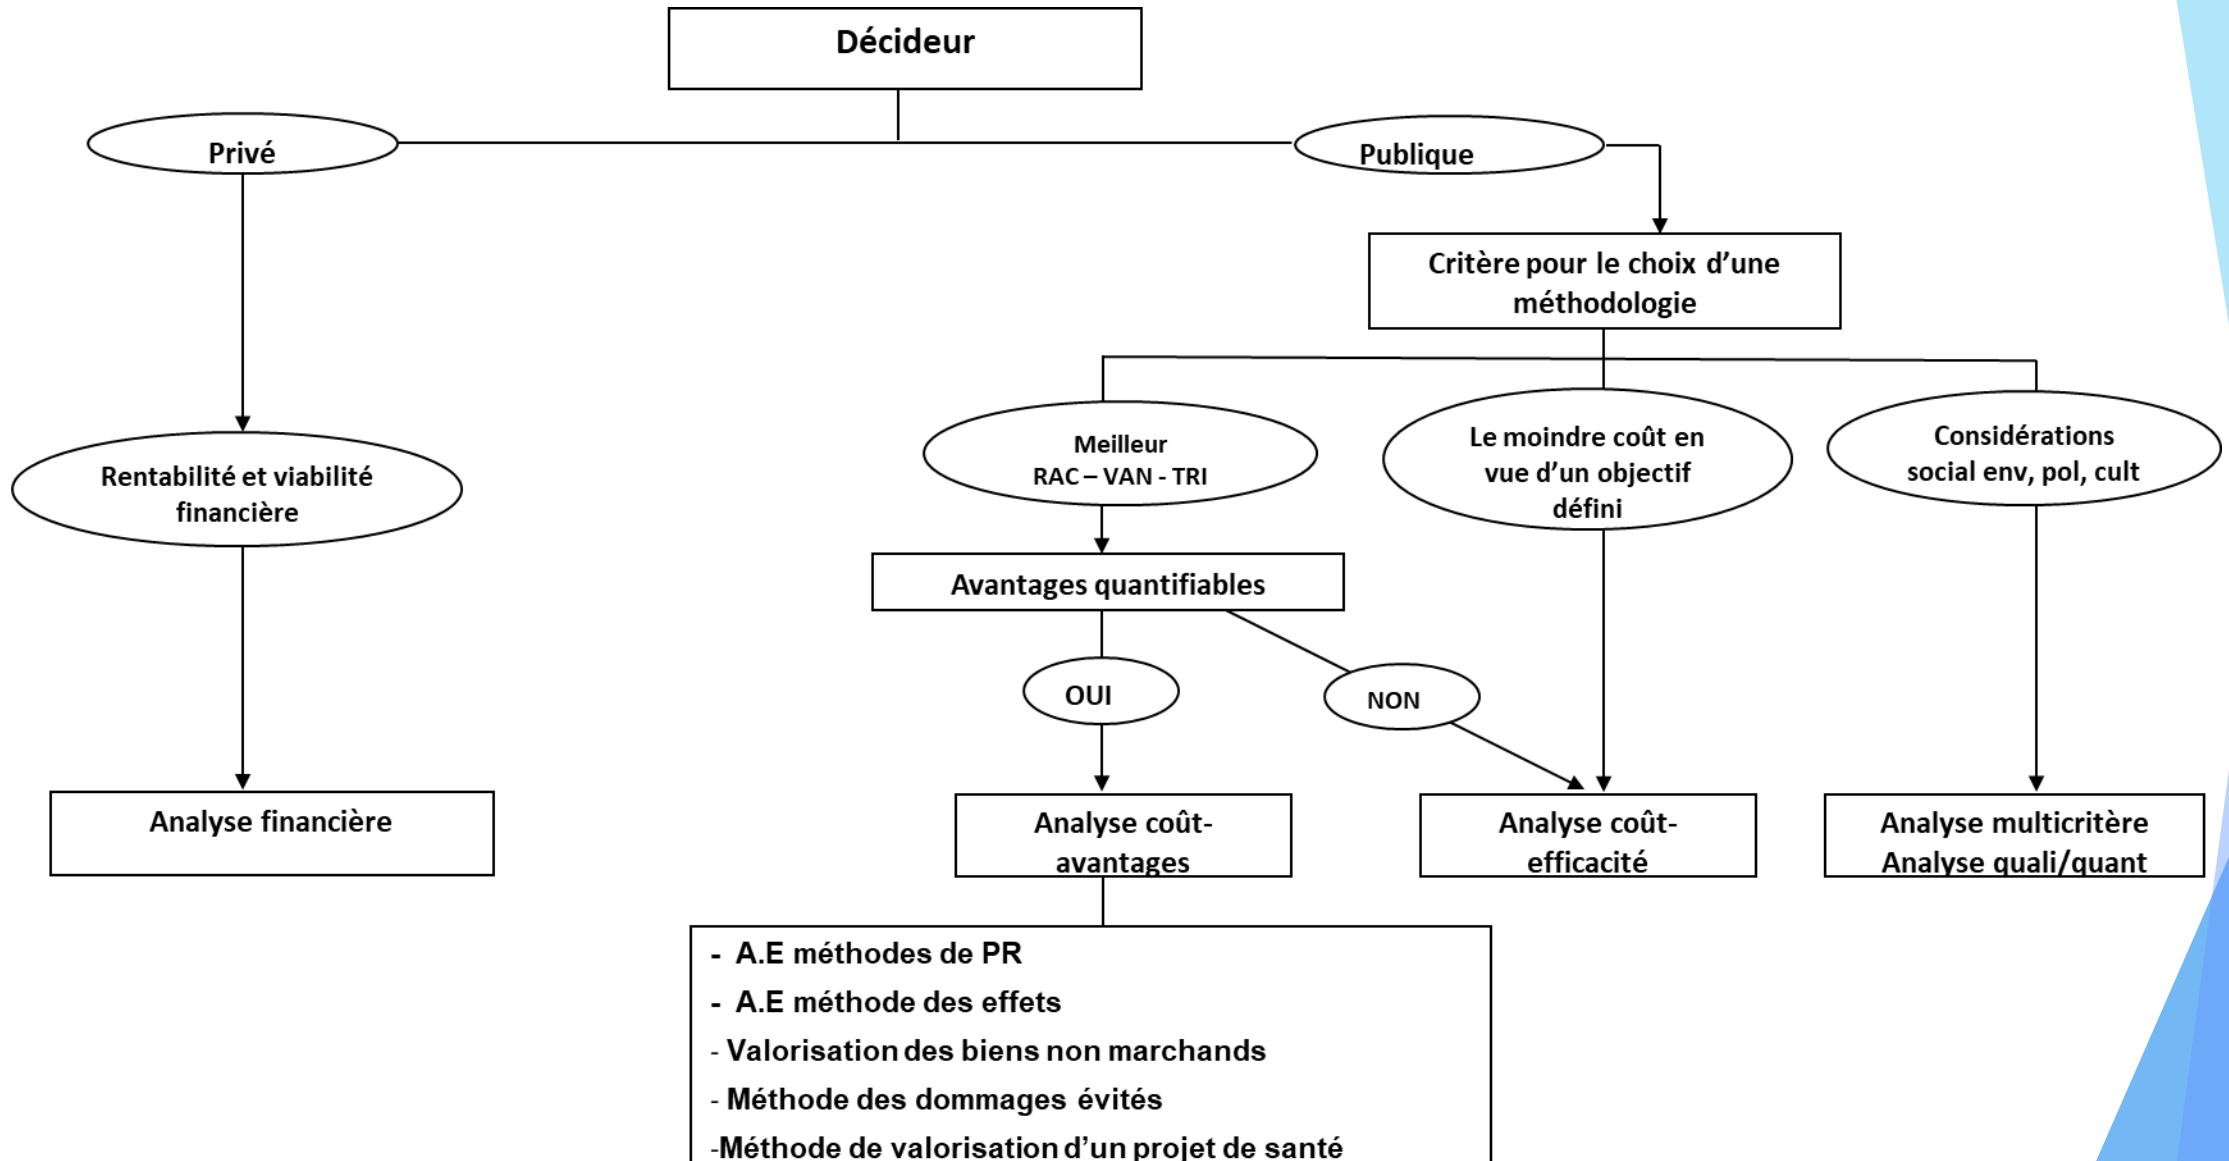 Décideur
Privé
Publique
Critère pour le choix d’une
méthodologie
Meilleur
RAC – VAN - TRI
Le moindre coût en
vue d’un objectif
défini
Considérations
social env, pol, cult
Rentabilité et viabilité
financière
Avantages quantifiables
OUI
NON
Analyse financière
Analyse coût-
avantages
Analyse coût-
efficacité
Analyse multicritère
Analyse quali/quant
- A.E méthodes de PR
- A.E méthode des effets
- Valorisation des biens non marchands
- Méthode des dommages évités
-Méthode de valorisation d’un projet de santé